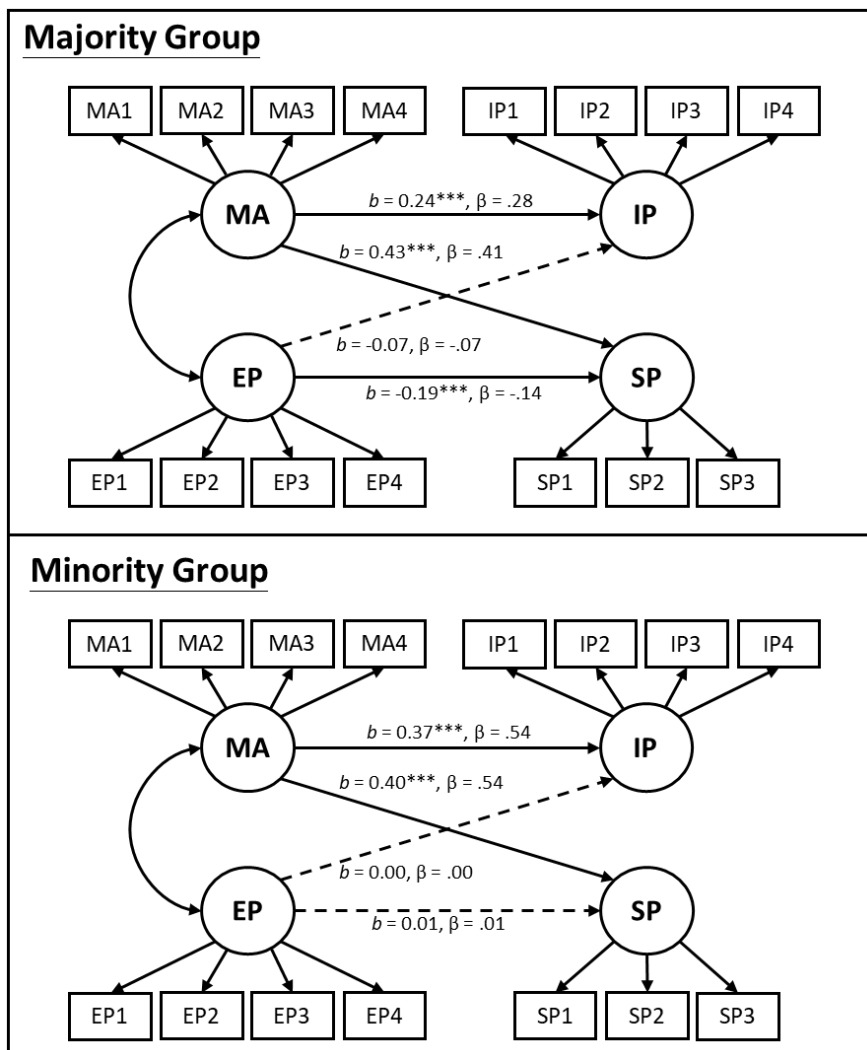 Majority Group
MA1 MA2 MA3 MA4 IP1 IP2 IP3 IP4
MA b = 0.24***, β = .28 IP
b = 0.43***, β = .41
b = -0.07, β = -.07
EP SP
b = -0.19***, β = -.14
EP1 EP2 EP3 EP4 SP1 SP2 SP3
Minority Group
MA1 MA2 MA3 MA4 IP1 IP2 IP3 IP4
MA b = 0.37***, β = .54 IP
b = 0.40***, β = .54
b = 0.00, β = .00
EP SP
b = 0.01, β = .01
EP1 EP2 EP3 EP4 SP1 SP2 SP3